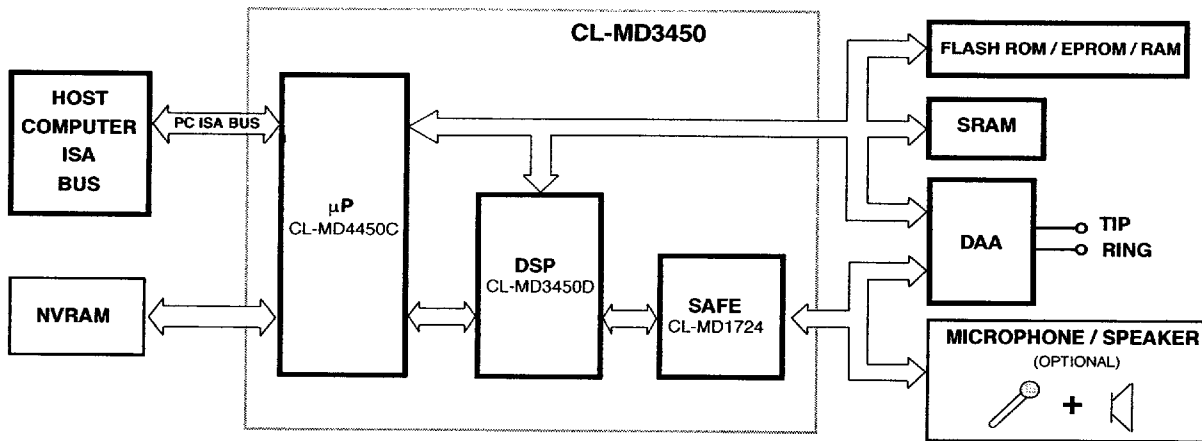 CL-MD3450
HOST
COMPUTER
ISA
BUS
PC ISA BUS
NVRAM
µP
CL-MD4450C
DSP
CL-MD3450D
SAFE
CL-MD1724
FLASH ROM / EPROM / RAM
SRAM
DAA
TIP
RING
MICROPHONE / SPEAKER
(OPTIONAL)
+